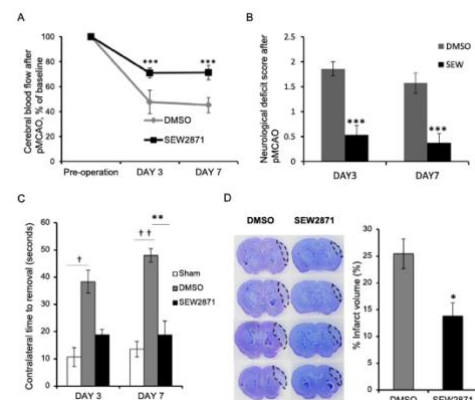 A
Cerebral blood flow after
pMCAO, % of baseline
120
100
80
60
40
20
0
***
***
DMSO
SEW2871
Pre-operation
DAY 3
DAY 7
B
Neurological deficit score after
pMCAO
2.5
2
1.5
1
0.5
0
DMSO
SEW
***
***
DAY3
DAY7
C
Contralateral time to removal (seconds)
60
50
40
30
20
10
0
†
††
**
Sham
DMSO
SEW2871
DAY 3
DAY 7
D
DMSO
SEW2871
% Infarct volume (%)
30
25
20
15
10
5
0
*
DMSO
SEW2871